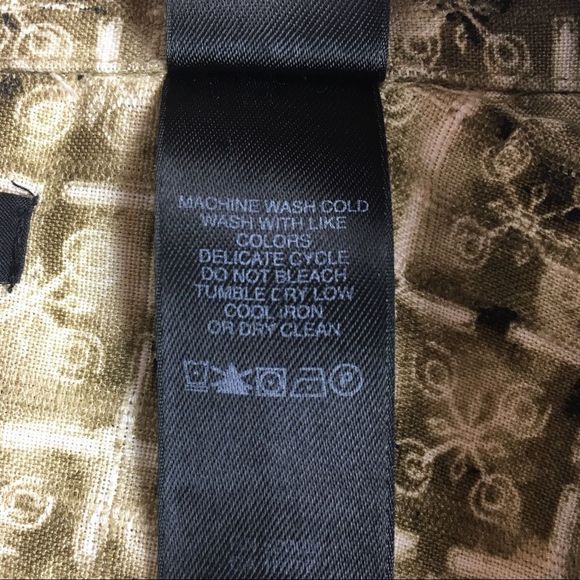 MACHINE WASH COLD
WASH WITH LIKE
COLORS
DELICATE CYCLE
DO NOT BLEACH
TUMBLE DRY LOW
COOL IRON
OR DRY CLEAN
P